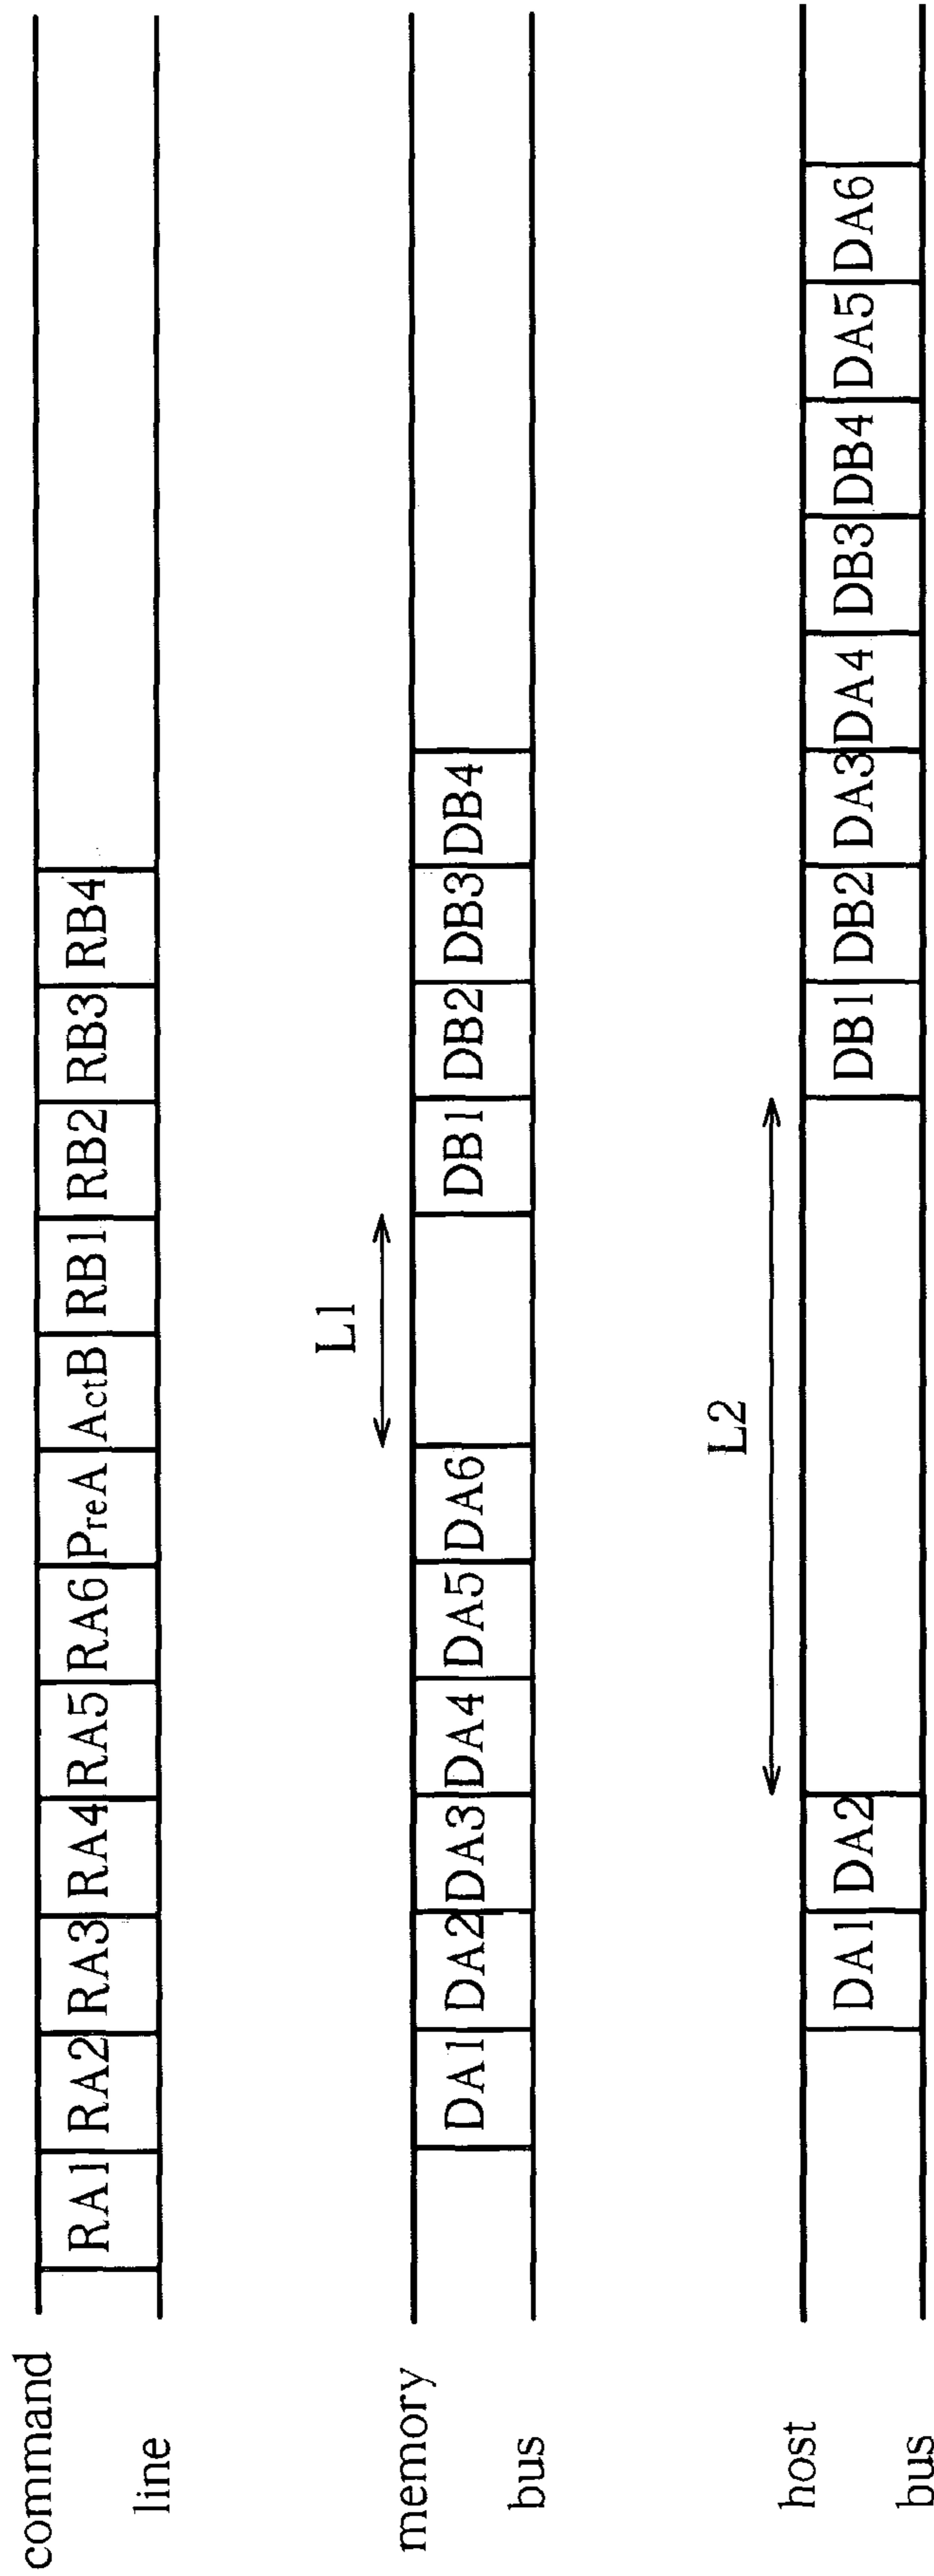 command
line
RA1 RA2 RA3 RA4 RA5 RA6 PreA ActB RB1 RB2 RB3 RB4
L1
memory
bus
DA1 DA2 DA3 DA4 DA5 DA6 DB1 DB2 DB3 DB4
L2
host
bus
DA1 DA2 DB1 DB2 DA3 DA4 DB3 DB4 DA5 DA6